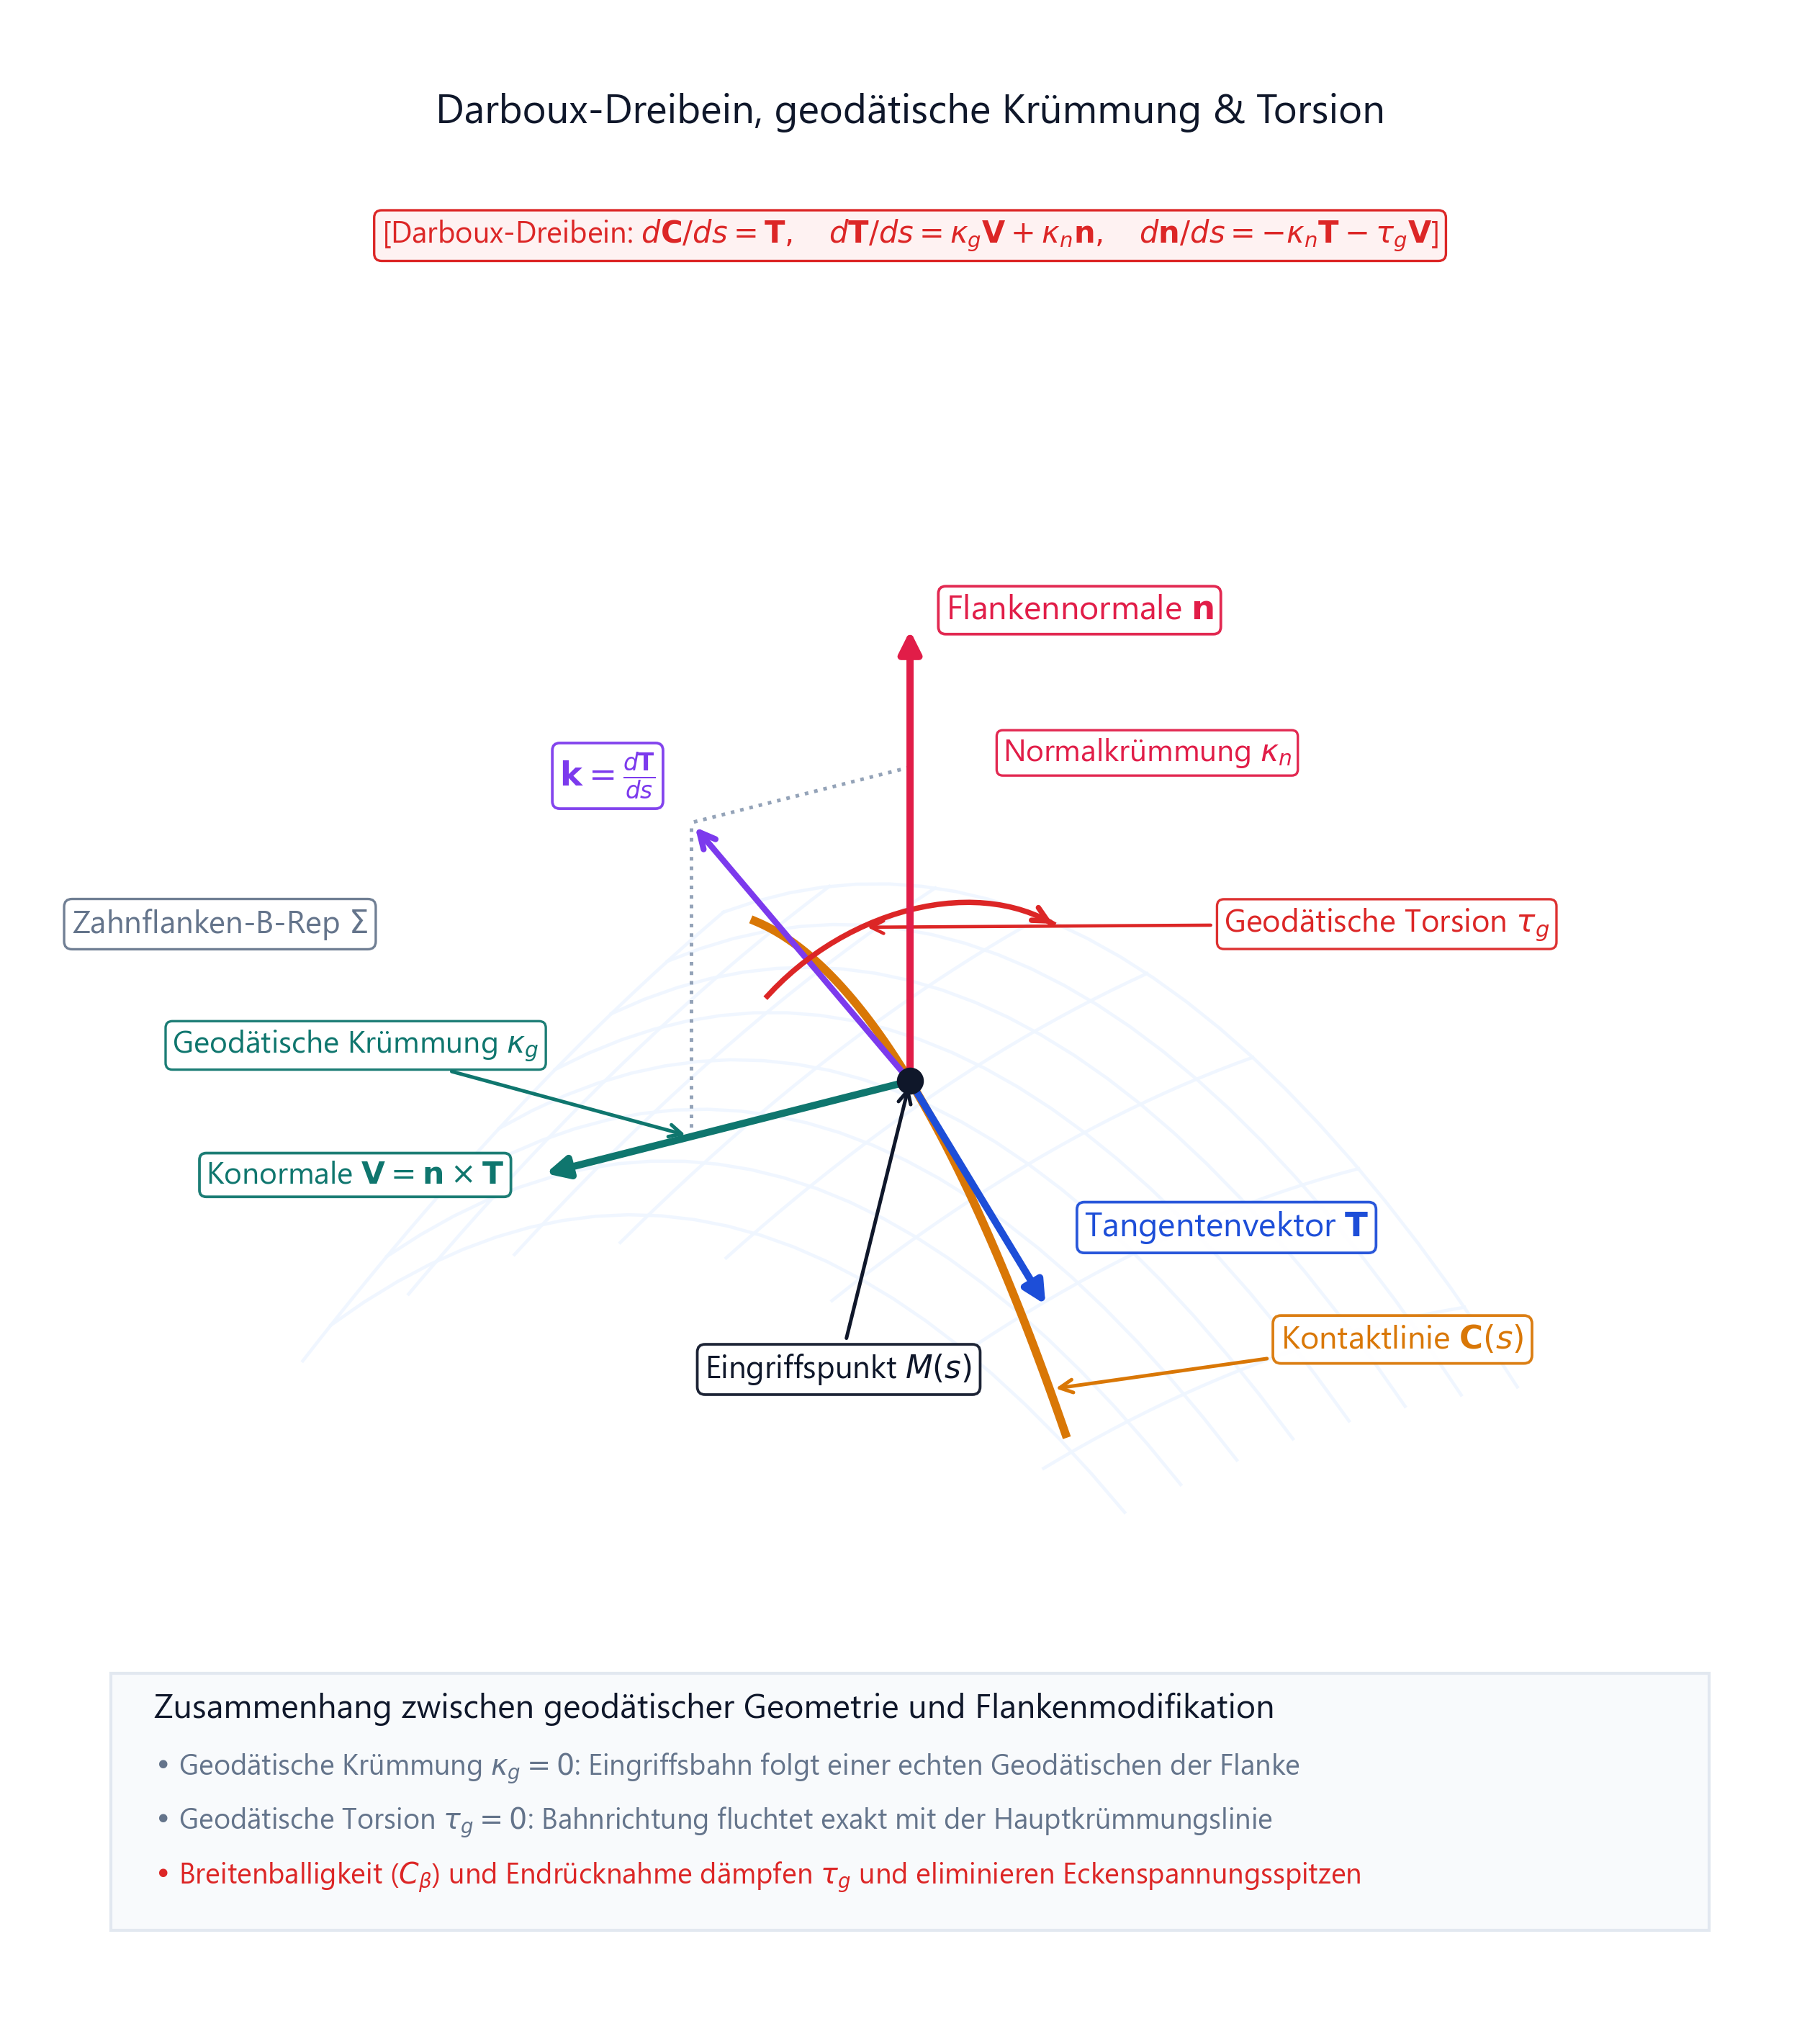 Darboux-Dreibein, geodätische Krümmung & Torsion
[Darboux-Dreibein: dC/ds = T, dT/ds = κ_g V + κ_n n, dn/ds = −κ_n T − τ_g V]
Flankennormale n
Normalkrümmung κ_n
k = dT/ds
Zahnflanken-B-Rep Σ
Geodätische Torsion τ_g
Geodätische Krümmung κ_g
Konormale V = n × T
Tangentenvektor T
Kontaktlinie C(s)
Eingriffspunkt M(s)
Zusammenhang zwischen geodätischer Geometrie und Flankenmodifikation
• Geodätische Krümmung κ_g = 0: Eingriffsbahn folgt einer echten Geodätischen der Flanke
• Geodätische Torsion τ_g = 0: Bahnrichtung fluchtet exakt mit der Hauptkrümmungslinie
• Breitenballigkeit (C_β) und Endrücknahme dämpfen τ_g und eliminieren Eckenspannungsspitzen